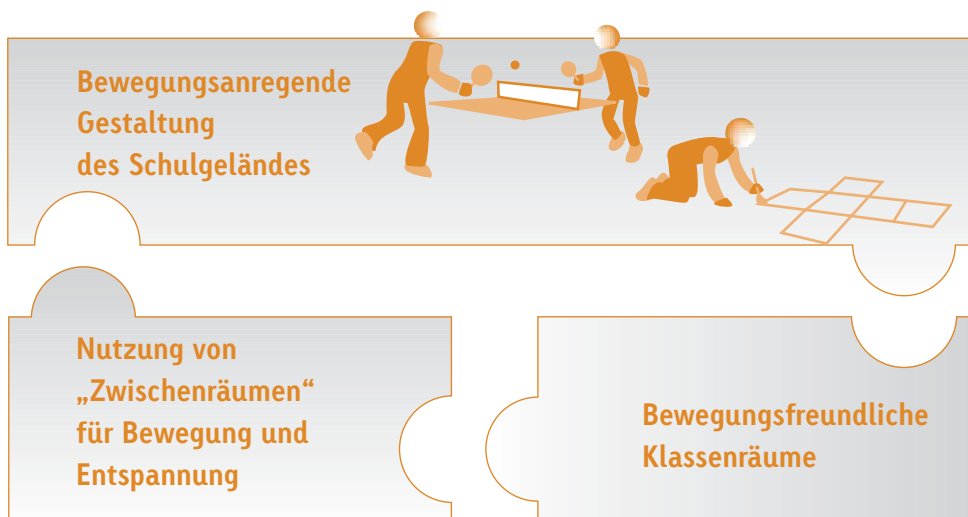 Bewegungsanregende
Gestaltung
des Schulgeländes
Nutzung von
„Zwischenräumen“
für Bewegung und
Entspannung
Bewegungsfreundliche
Klassenräume